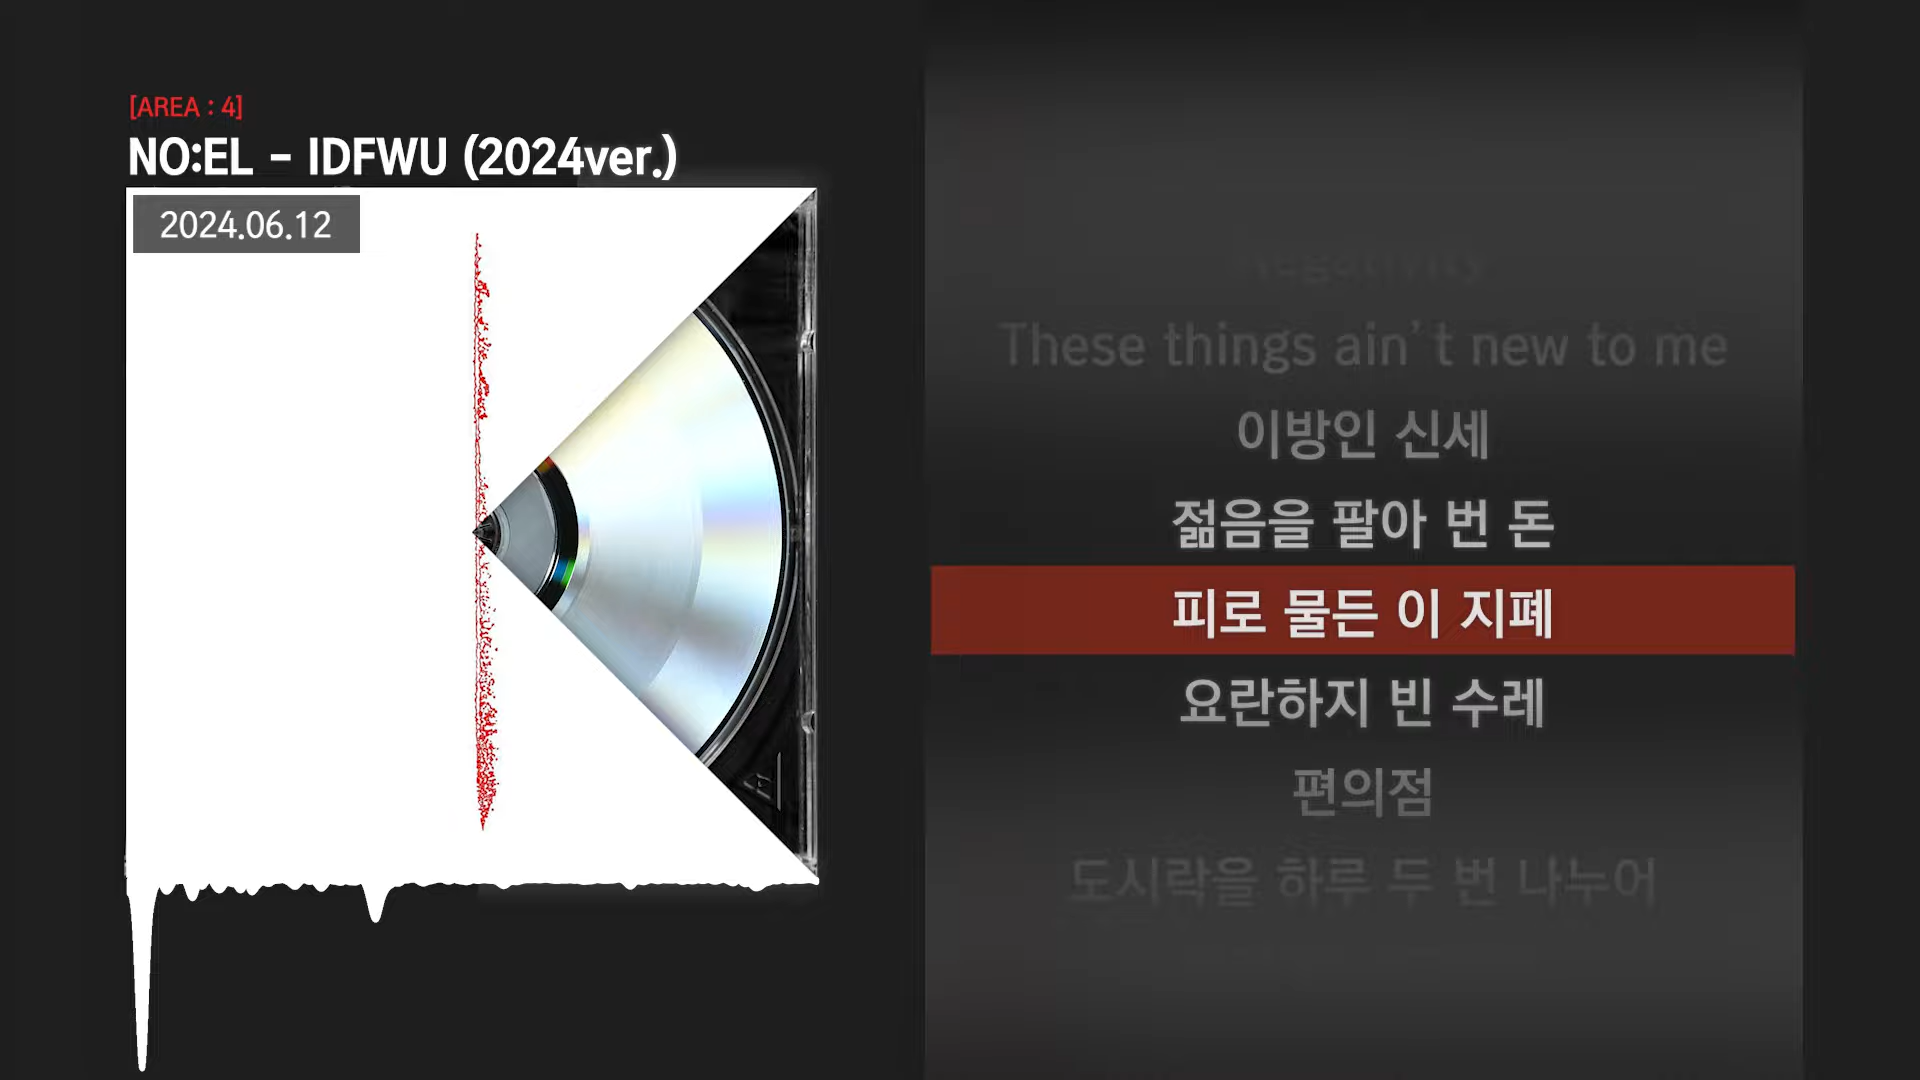 [AREA : 4]
NO:EL - IDFWU (2024ver.)
2024.06.12
These things ain't new to me
이방인 신세
젊음을 팔아 번 돈
피로 물든 이 지폐
요란하지 빈 수레
편의점
도시락을 하루 두 번 나누어